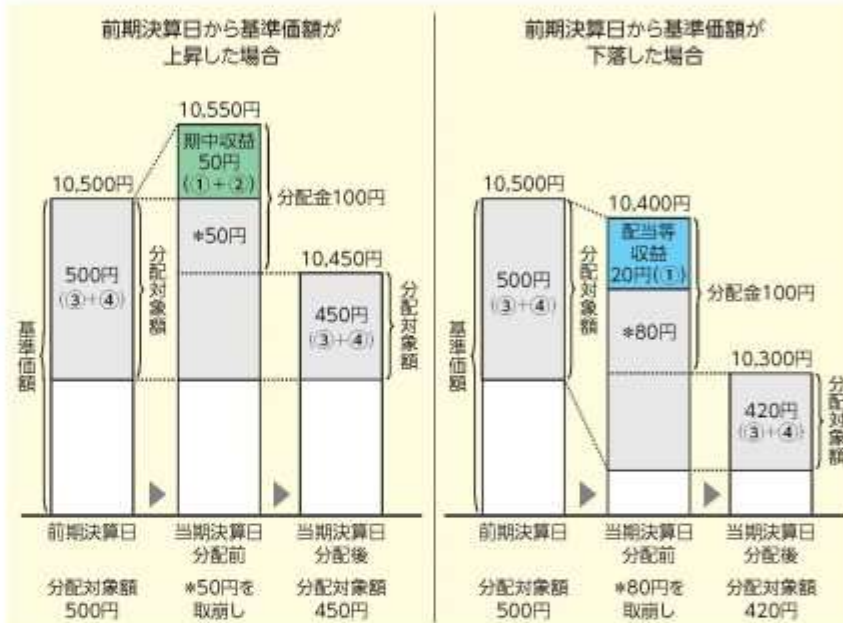 前期決算日から基準価額が
上昇した場合
10,550円
期中収益
50円
(①+②)
10,500円
分配金100円
*50円
10,450円
500円
(③+④)
分配対象額
450円
(③+④)
分配対象額
基準価額
前期決算日
当期決算日
分配前
当期決算日
分配後
分配対象額
500円
*50円を
取崩し
分配対象額
450円
前期決算日から基準価額が
下落した場合
10,500円
10,400円
配当等
収益
20円(①)
500円
(③+④)
分配対象額
分配金100円
*80円
10,300円
420円
(③+④)
分配対象額
基準価額
前期決算日
当期決算日
分配前
当期決算日
分配後
分配対象額
500円
*80円を
取崩し
分配対象額
420円